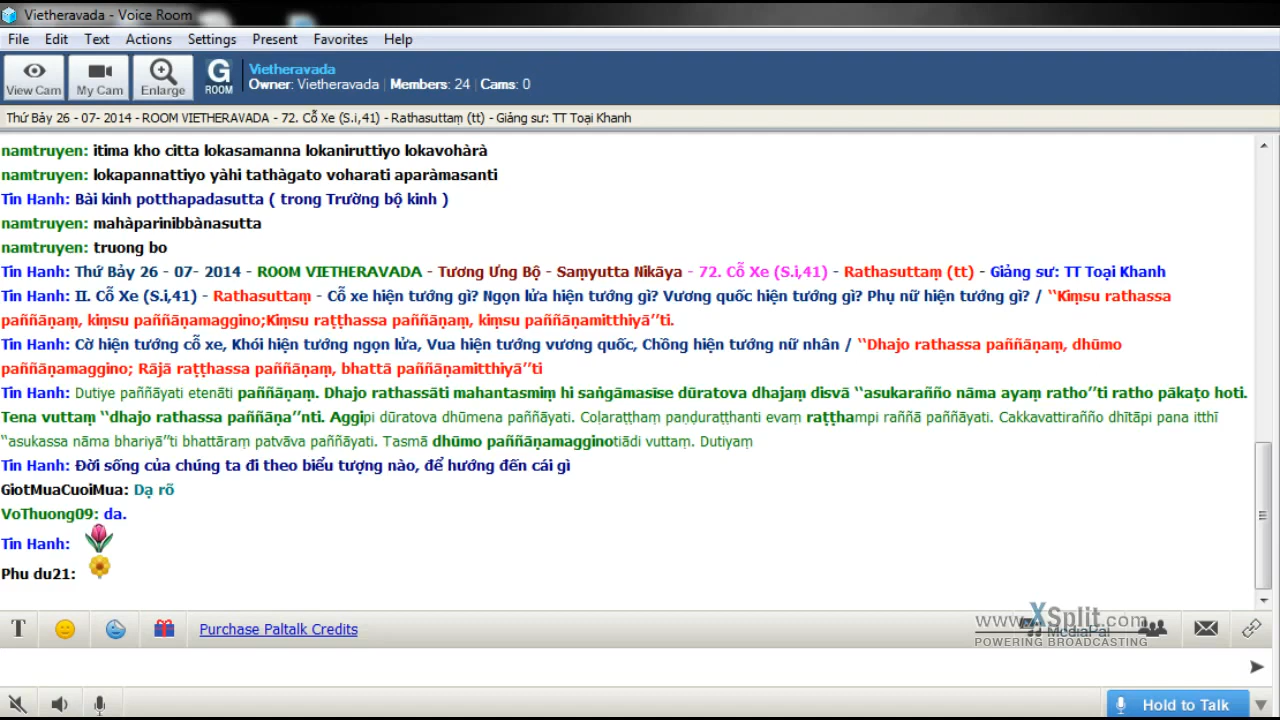 Vietheravada - Voice Room
File Edit Text Actions Settings Present Favorites Help
View Cam My Cam Enlarge G ROOM
Vietheravada
Owner: Vietheravada | Members: 24 | Cams: 0
Thứ Bảy 26 - 07- 2014 - ROOM VIETHERAVADA - 72. Cỗ Xe (S.i,41) - Rathasuttaṃ (tt) - Giảng sư: TT Toại Khanh
namtruyen: itima kho citta lokasamanna lokaniruttiyo lokavohàrà
namtruyen: lokapannattiyo yàhi tathàgato voharati aparàmasanti
Tin Hanh: Bài kinh potthapadasutta ( trong Trường bộ kinh )
namtruyen: mahàparinibbànasutta
namtruyen: truong bo
Tin Hanh: Thứ Bảy 26 - 07- 2014 - ROOM VIETHERAVADA - Tương Ưng Bộ - Saṃyutta Nikāya - 72. Cỗ Xe (S.i,41) - Rathasuttaṃ (tt) - Giảng sư: TT Toại Khanh
Tin Hanh: II. Cỗ Xe (S.i,41) - Rathasuttaṃ - Cỗ xe hiện tướng gì? Ngọn lửa hiện tướng gì? Vương quốc hiện tướng gì? Phụ nữ hiện tướng gì? / ‘‘Kiṃsu rathassa
paññāṇaṃ, kiṃsu paññāṇamaggino;Kiṃsu raṭṭhassa paññāṇaṃ, kiṃsu paññāṇamitthiyā’’ti.
Tin Hanh: Cờ hiện tướng cỗ xe, Khói hiện tướng ngọn lửa, Vua hiện tướng vương quốc, Chồng hiện tướng nữ nhân / ‘‘Dhajo rathassa paññāṇaṃ, dhūmo
paññāṇamaggino; Rājā raṭṭhassa paññāṇaṃ, bhattā paññāṇamitthiyā’’ti
Tin Hanh: Dutiye paññāyati etenāti paññāṇaṃ. Dhajo rathassāti mahantasmiṃ hi saṅgāmasīse dūratova dhajaṃ disvā ‘‘asukarañño nāma ayaṃ ratho’’ti ratho pākaṭo hoti.
Tena vuttaṃ ‘‘dhajo rathassa paññāṇa’’nti. Aggipi dūratova dhūmena paññāyati. Coḷaraṭṭhaṃ paṇḍuraṭṭhanti evaṃ raṭṭhampi raññā paññāyati. Cakkavattirañño dhītāpi pana itthī
‘‘asukassa nāma bhariyā’’ti bhattāraṃ patvāva paññāyati. Tasmā dhūmo paññāṇamagginotiādi vuttaṃ. Dutiyaṃ
Tin Hanh: Đời sống của chúng ta đi theo biểu tượng nào, để hướng đến cái gì
GiotMuaCuoiMua: Dạ rõ
VoThuong09: da.
Tin Hanh:
Phu du21:
T Purchase Paltalk Credits
www.XSplit.com
MediaPal
POWERING BROADCASTING
Hold to Talk